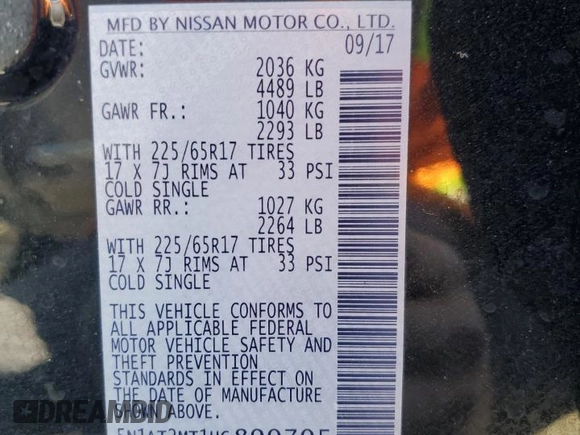 MFD BY NISSAN MOTOR CO., LTD.
DATE: 09/17
GVWR: 2036 KG
4489 LB
GAWR FR.: 1040 KG
2293 LB
WITH 225/65R17 TIRES
17 X 7J RIMS AT 33 PSI
COLD SINGLE
GAWR RR.: 1027 KG
2264 LB
WITH 225/65R17 TIRES
17 X 7J RIMS AT 33 PSI
COLD SINGLE
THIS VEHICLE CONFORMS TO
ALL APPLICABLE FEDERAL
MOTOR VEHICLE SAFETY AND
THEFT PREVENTION
STANDARDS IN EFFECT ON
THE DATE OF MANUFACTURE
SHOWN ABOVE.
DREAMBID